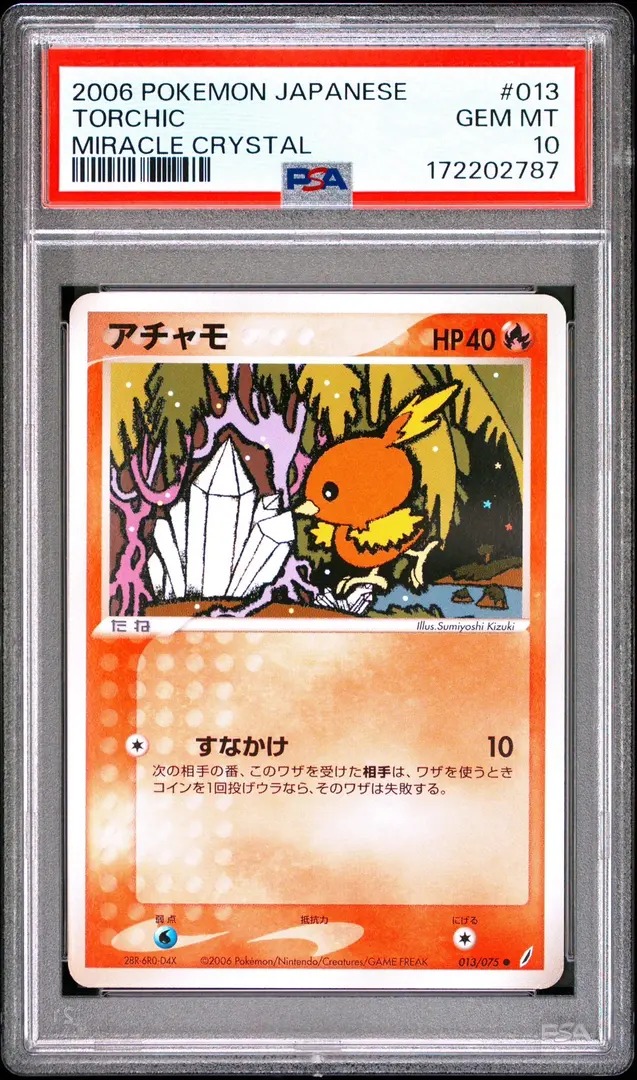 2006 POKEMON JAPANESE #013
TORCHIC GEM MT
MIRACLE CRYSTAL 10
PSA 172202787
アチャモ HP40
たね Illus. Sumiyoshi Kizuki
すなかけ 10
次の相手の番、このワザを受けた相手は、ワザを使うとき
コインを1回投げウラなら、そのワザは失敗する。
弱点 抵抗力 にげる
28R-6R0-D4X ©2006 Pokémon/Nintendo/Creatures/GAME FREAK 013/075
PSA